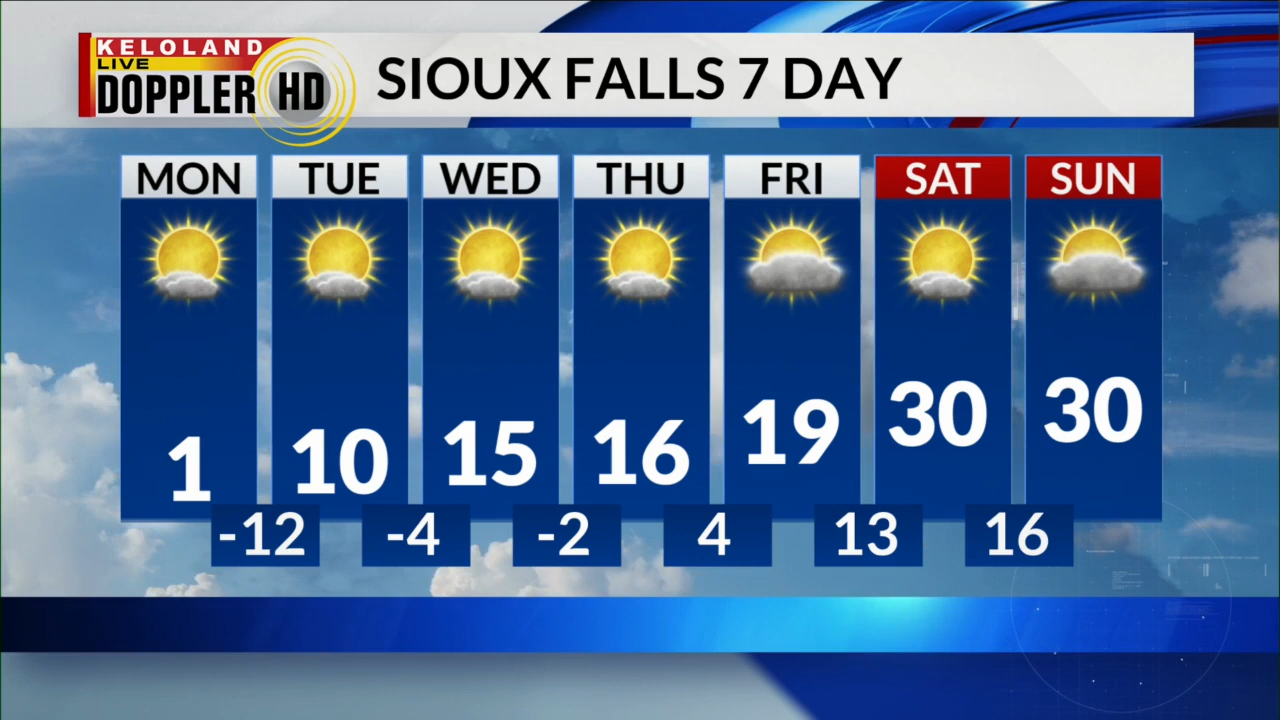 KELOLAND
LIVE
DOPPLER HD
SIOUX FALLS 7 DAY
MON TUE WED THU FRI SAT SUN
1 10 15 16 19 30 30
-12 -4 -2 4 13 16